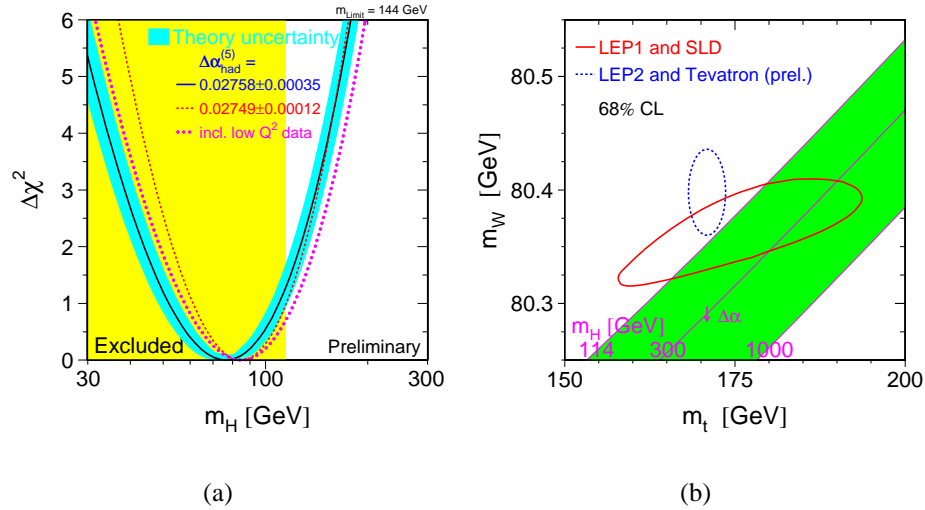 m_Limit = 144 GeV
6
5
4
3
2
1
0
Δχ²
Theory uncertainty
Δα_had^(5) =
0.02758±0.00035
0.02749±0.00012
incl. low Q² data
Excluded
Preliminary
30
100
300
m_H [GeV]
(a)
80.5
80.4
80.3
m_W [GeV]
LEP1 and SLD
LEP2 and Tevatron (prel.)
68% CL
Δα
m_H [GeV]
114
300
1000
150
175
200
m_t [GeV]
(b)